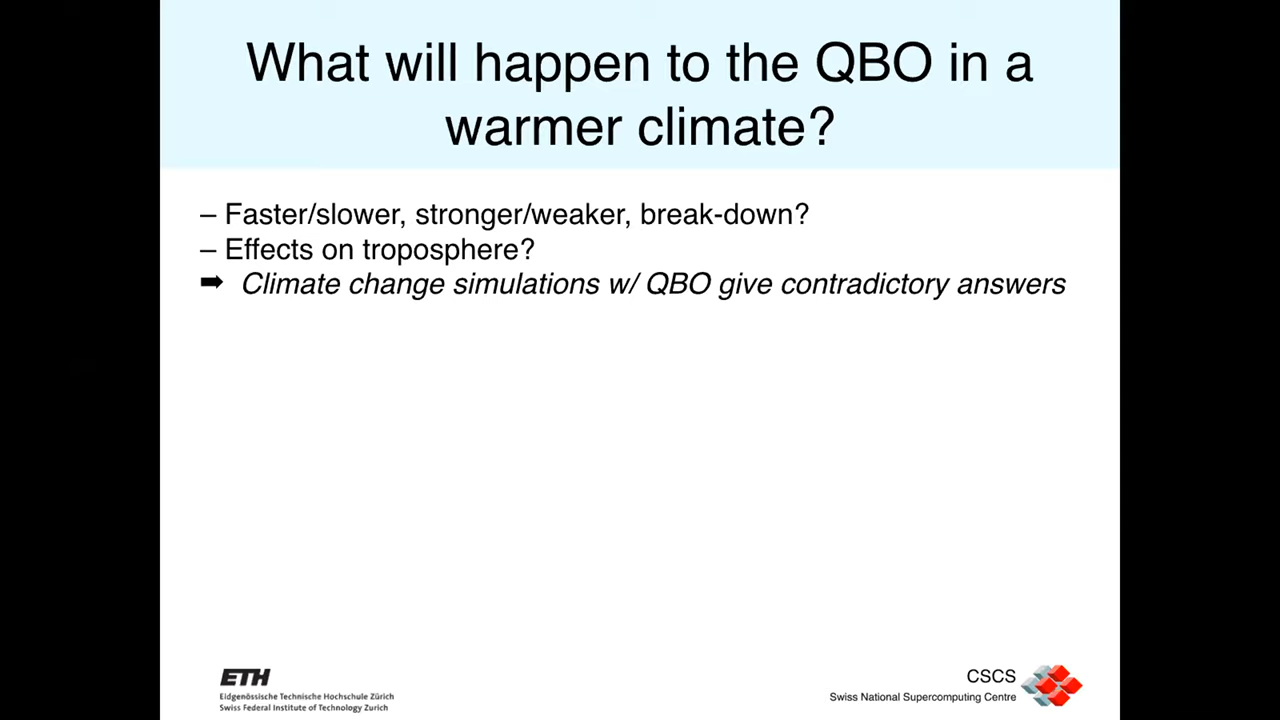 What will happen to the QBO in a
warmer climate?
– Faster/slower, stronger/weaker, break-down?
– Effects on troposphere?
➡ Climate change simulations w/ QBO give contradictory answers
ETH
Eidgenössische Technische Hochschule Zürich
Swiss Federal Institute of Technology Zurich
CSCS
Swiss National Supercomputing Centre